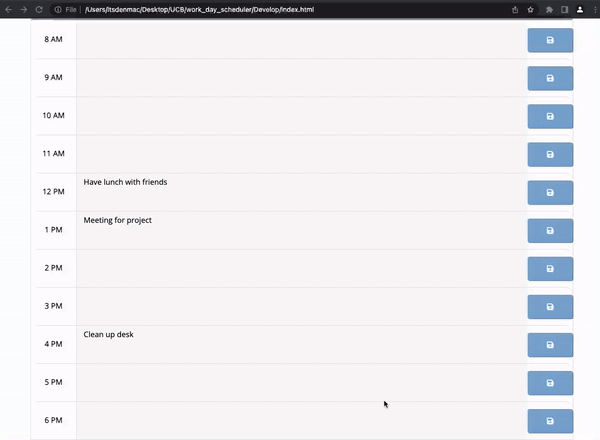 File /Users/itsdenmac/Desktop/UCB/work_day_scheduler/Develop/index.html
8 AM
9 AM
10 AM
11 AM
12 PM Have lunch with friends
1 PM Meeting for project
2 PM
3 PM
4 PM Clean up desk
5 PM
6 PM